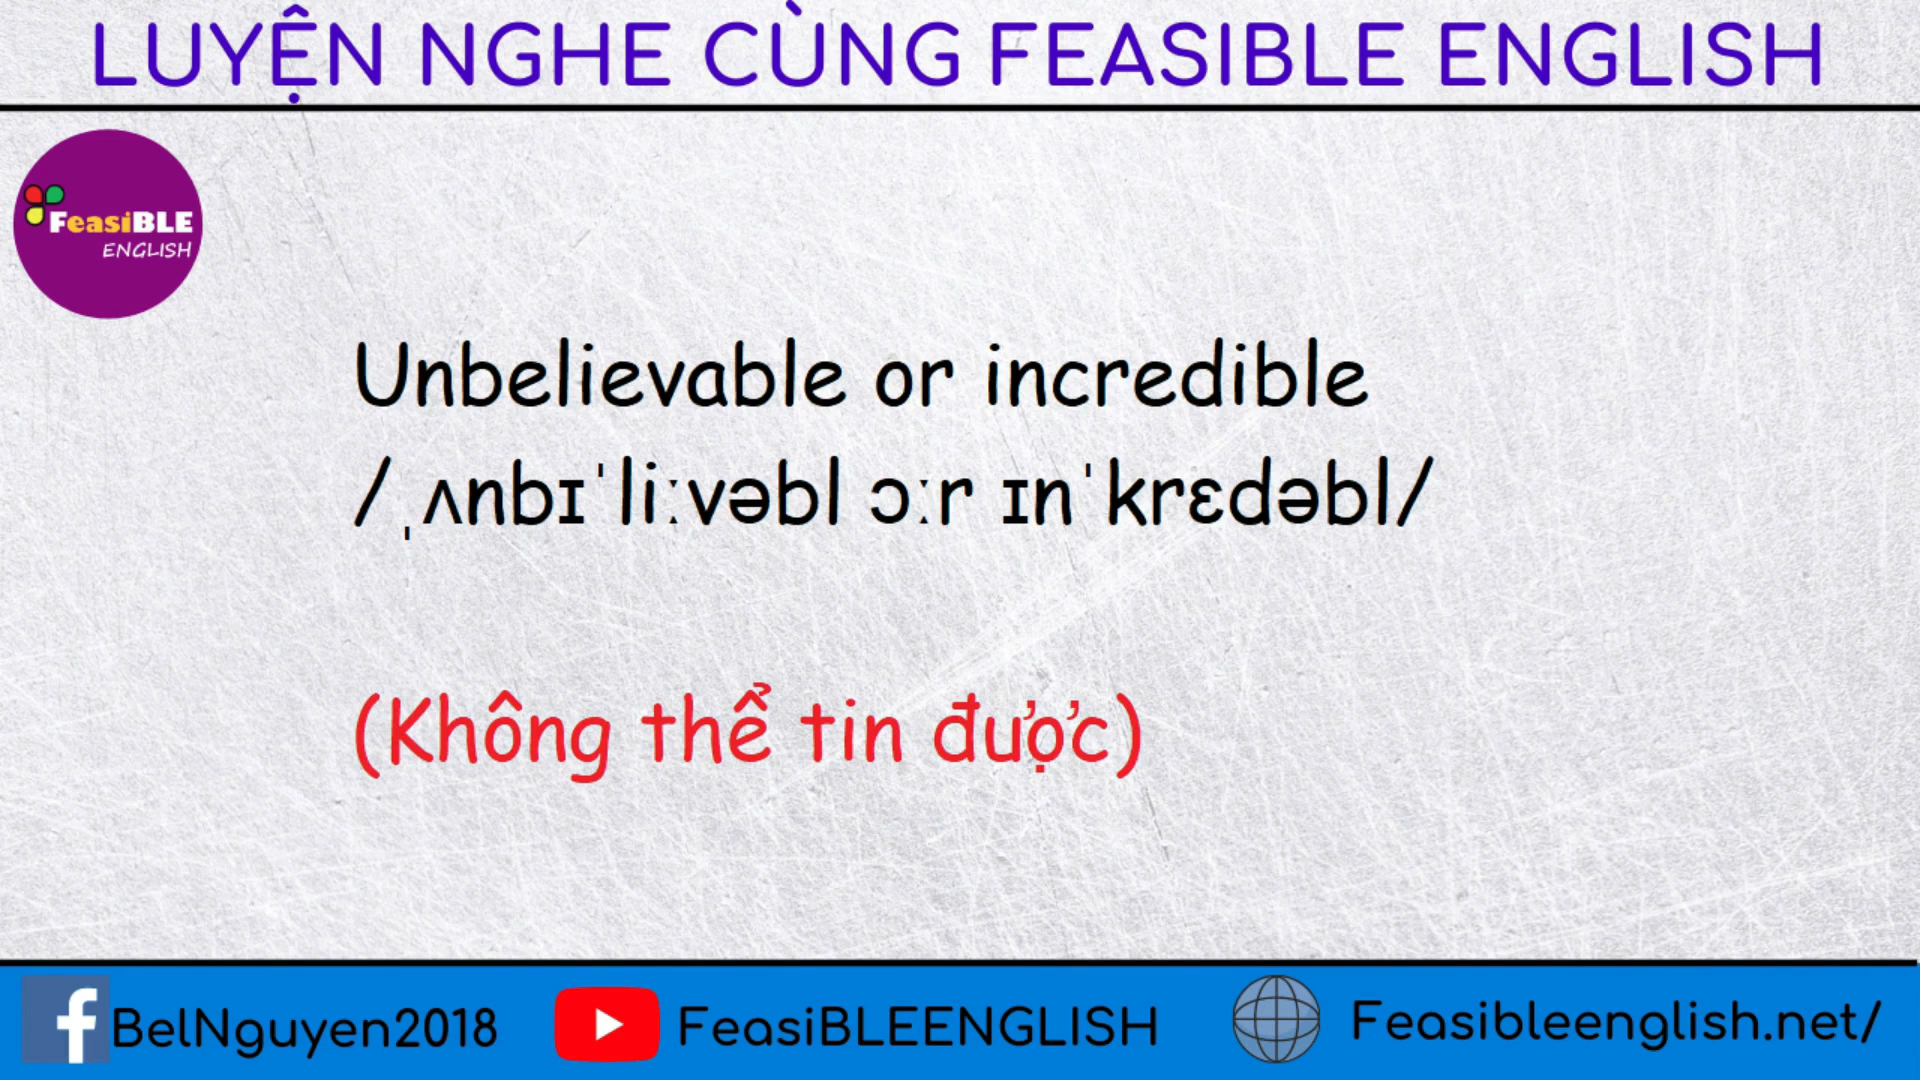 LUYỆN NGHE CÙNG FEASIBLE ENGLISH
FeasiBLE
ENGLISH
Unbelievable or incredible
/ˌʌnbɪˈliːvəbl ɔːr ɪnˈkrɛdəbl/
(Không thể tin được)
f BelNguyen2018
FeasiBLEENGLISH
Feasibleenglish.net/